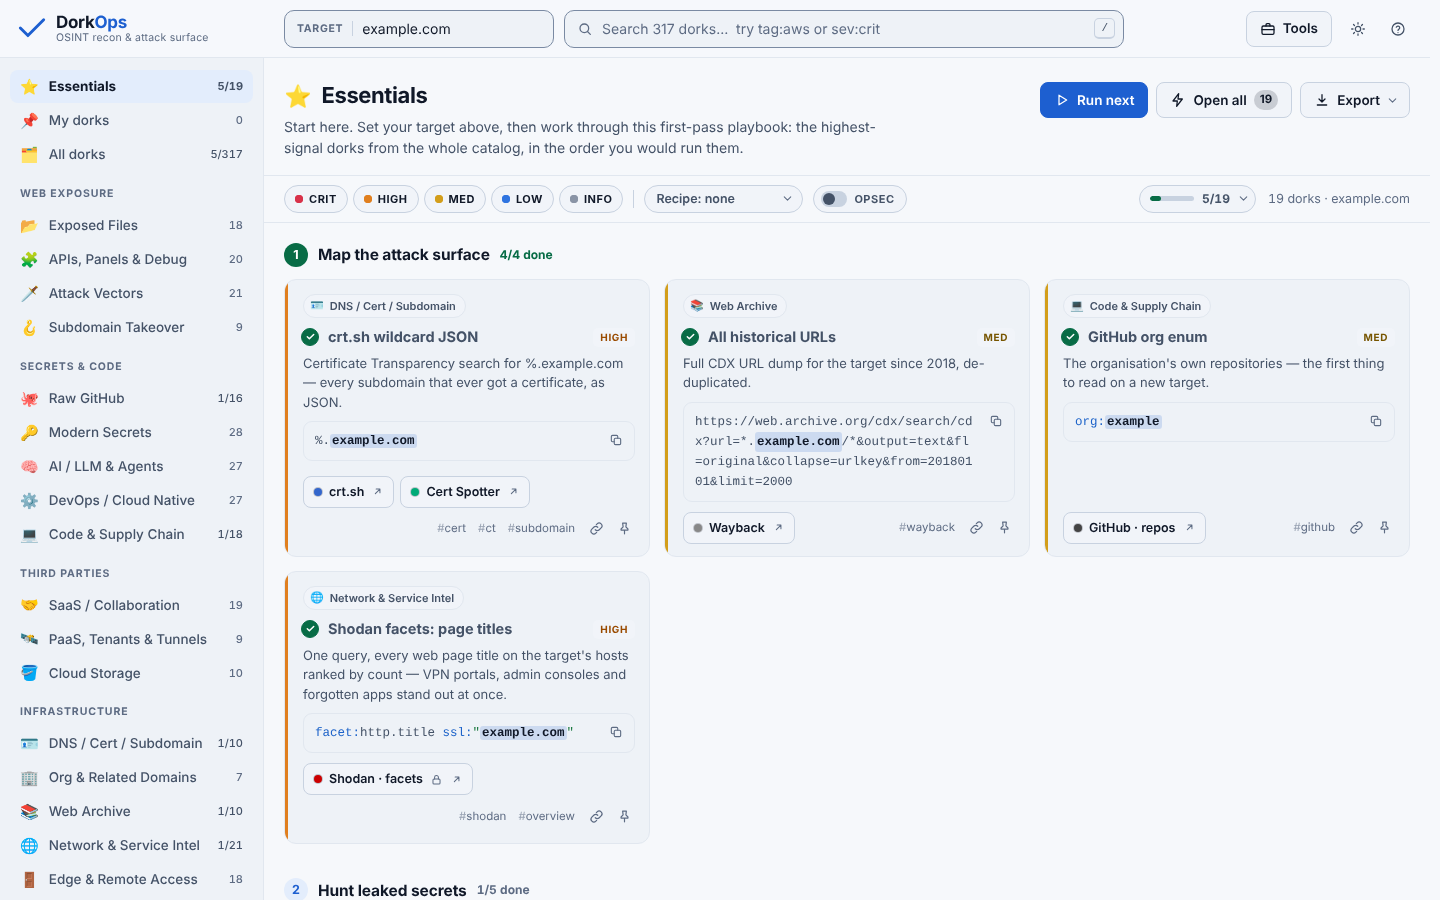 DorkOps
OSINT recon & attack surface
TARGET example.com
Search 317 dorks... try tag:aws or sev:crit
/
Tools
Essentials 5/19
My dorks 0
All dorks 5/317
WEB EXPOSURE
Exposed Files 18
APIs, Panels & Debug 20
Attack Vectors 21
Subdomain Takeover 9
SECRETS & CODE
Raw GitHub 1/16
Modern Secrets 28
AI / LLM & Agents 27
DevOps / Cloud Native 27
Code & Supply Chain 1/18
THIRD PARTIES
SaaS / Collaboration 19
PaaS, Tenants & Tunnels 9
Cloud Storage 10
INFRASTRUCTURE
DNS / Cert / Subdomain 1/10
Org & Related Domains 7
Web Archive 1/10
Network & Service Intel 1/21
Edge & Remote Access 18
Essentials
Start here. Set your target above, then work through this first-pass playbook: the highest-
signal dorks from the whole catalog, in the order you would run them.
Run next
Open all 19
Export
CRIT
HIGH
MED
LOW
INFO
Recipe: none
OPSEC
5/19
19 dorks · example.com
1 Map the attack surface 4/4 done
DNS / Cert / Subdomain
crt.sh wildcard JSON HIGH
Certificate Transparency search for %.example.com
— every subdomain that ever got a certificate, as
JSON.
%.example.com
crt.sh
Cert Spotter
#cert #ct #subdomain
Web Archive
All historical URLs MED
Full CDX URL dump for the target since 2018, de-
duplicated.
https://web.archive.org/cdx/search/cd
x?url=*.example.com/*&output=text&fl
=original&collapse=urlkey&from=201801
01&limit=2000
Wayback
#wayback
Code & Supply Chain
GitHub org enum MED
The organisation's own repositories — the first thing
to read on a new target.
org:example
GitHub · repos
#github
Network & Service Intel
Shodan facets: page titles HIGH
One query, every web page title on the target's hosts
ranked by count — VPN portals, admin consoles and
forgotten apps stand out at once.
facet:http.title ssl:"example.com"
Shodan · facets
#shodan #overview
2 Hunt leaked secrets 1/5 done